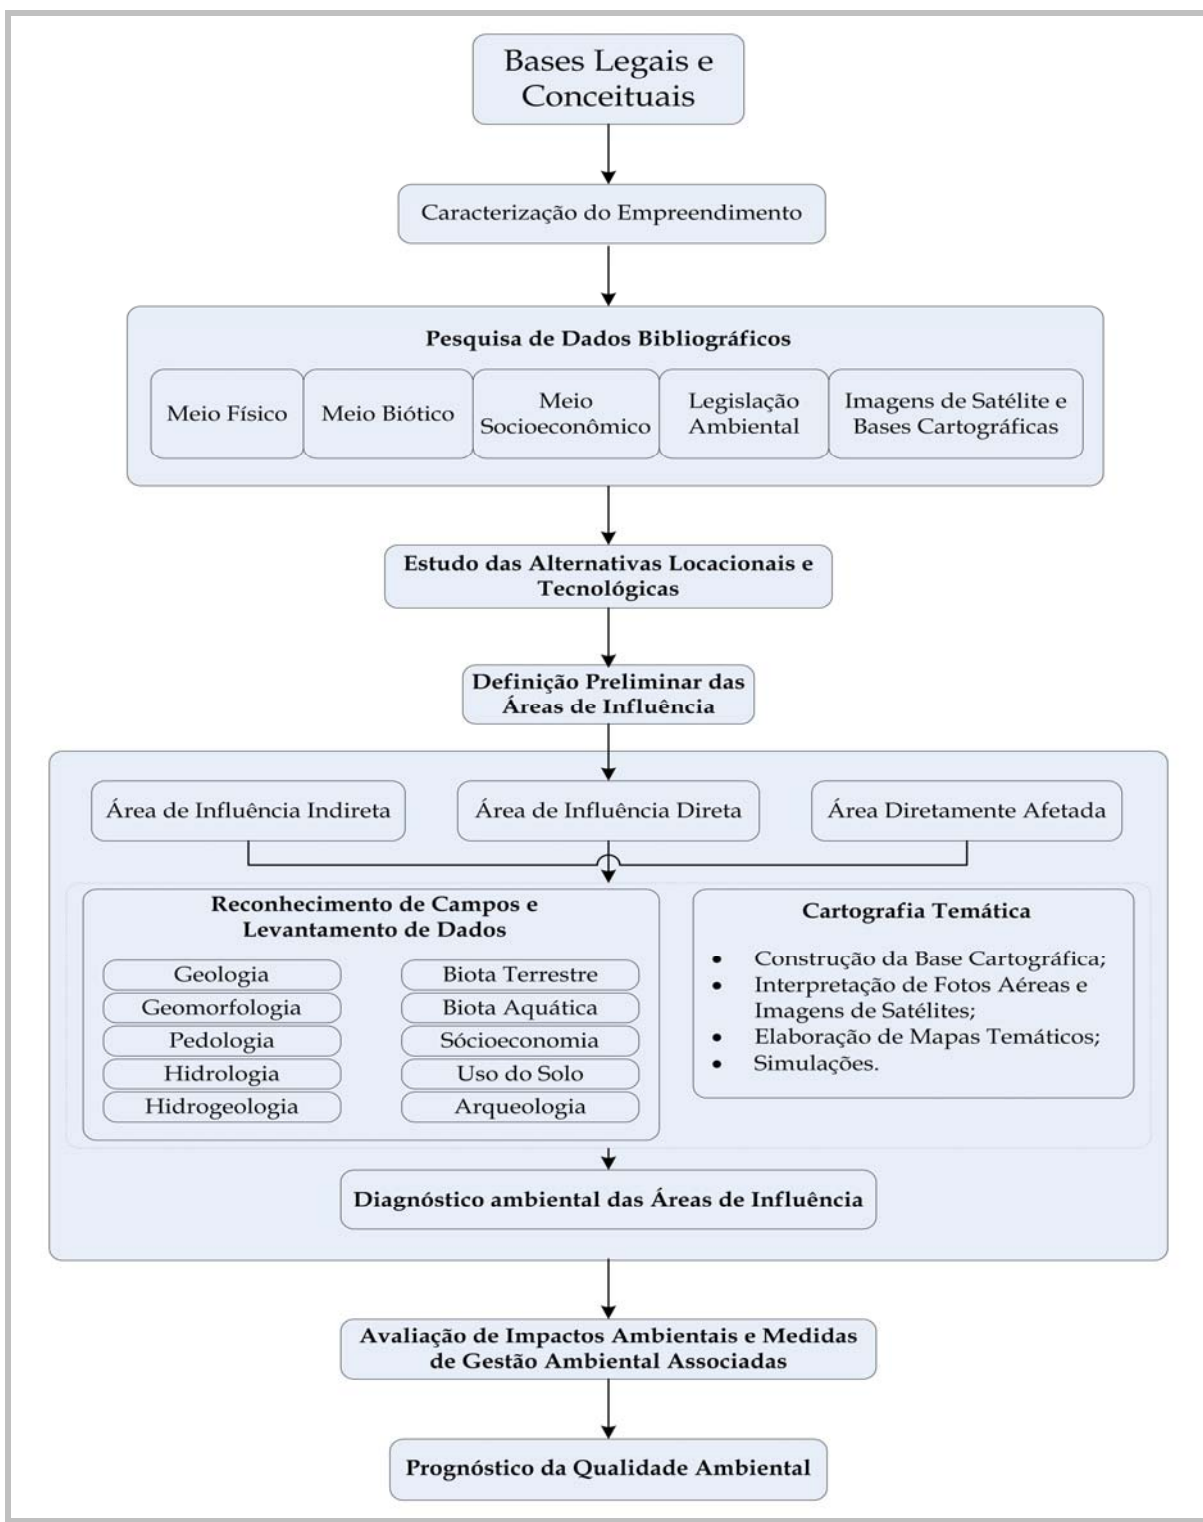 Bases Legais e
Conceituais
Caracterização do Empreendimento
Pesquisa de Dados Bibliográficos
Meio Físico
Meio Biótico
Meio
Socioeconômico
Legislação
Ambiental
Imagens de Satélite e
Bases Cartográficas
Estudo das Alternativas Locacionais e
Tecnológicas
Definição Preliminar das
Áreas de Influência
Área de Influência Indireta
Área de Influência Direta
Área Diretamente Afetada
Reconhecimento de Campos e
Levantamento de Dados
Geologia
Geomorfologia
Pedologia
Hidrologia
Hidrogeologia
Biota Terrestre
Biota Aquática
Sócioeconomia
Uso do Solo
Arqueologia
Cartografia Temática
• Construção da Base Cartográfica;
• Interpretação de Fotos Aéreas e
Imagens de Satélites;
• Elaboração de Mapas Temáticos;
• Simulações.
Diagnóstico ambiental das Áreas de Influência
Avaliação de Impactos Ambientais e Medidas
de Gestão Ambiental Associadas
Prognóstico da Qualidade Ambiental